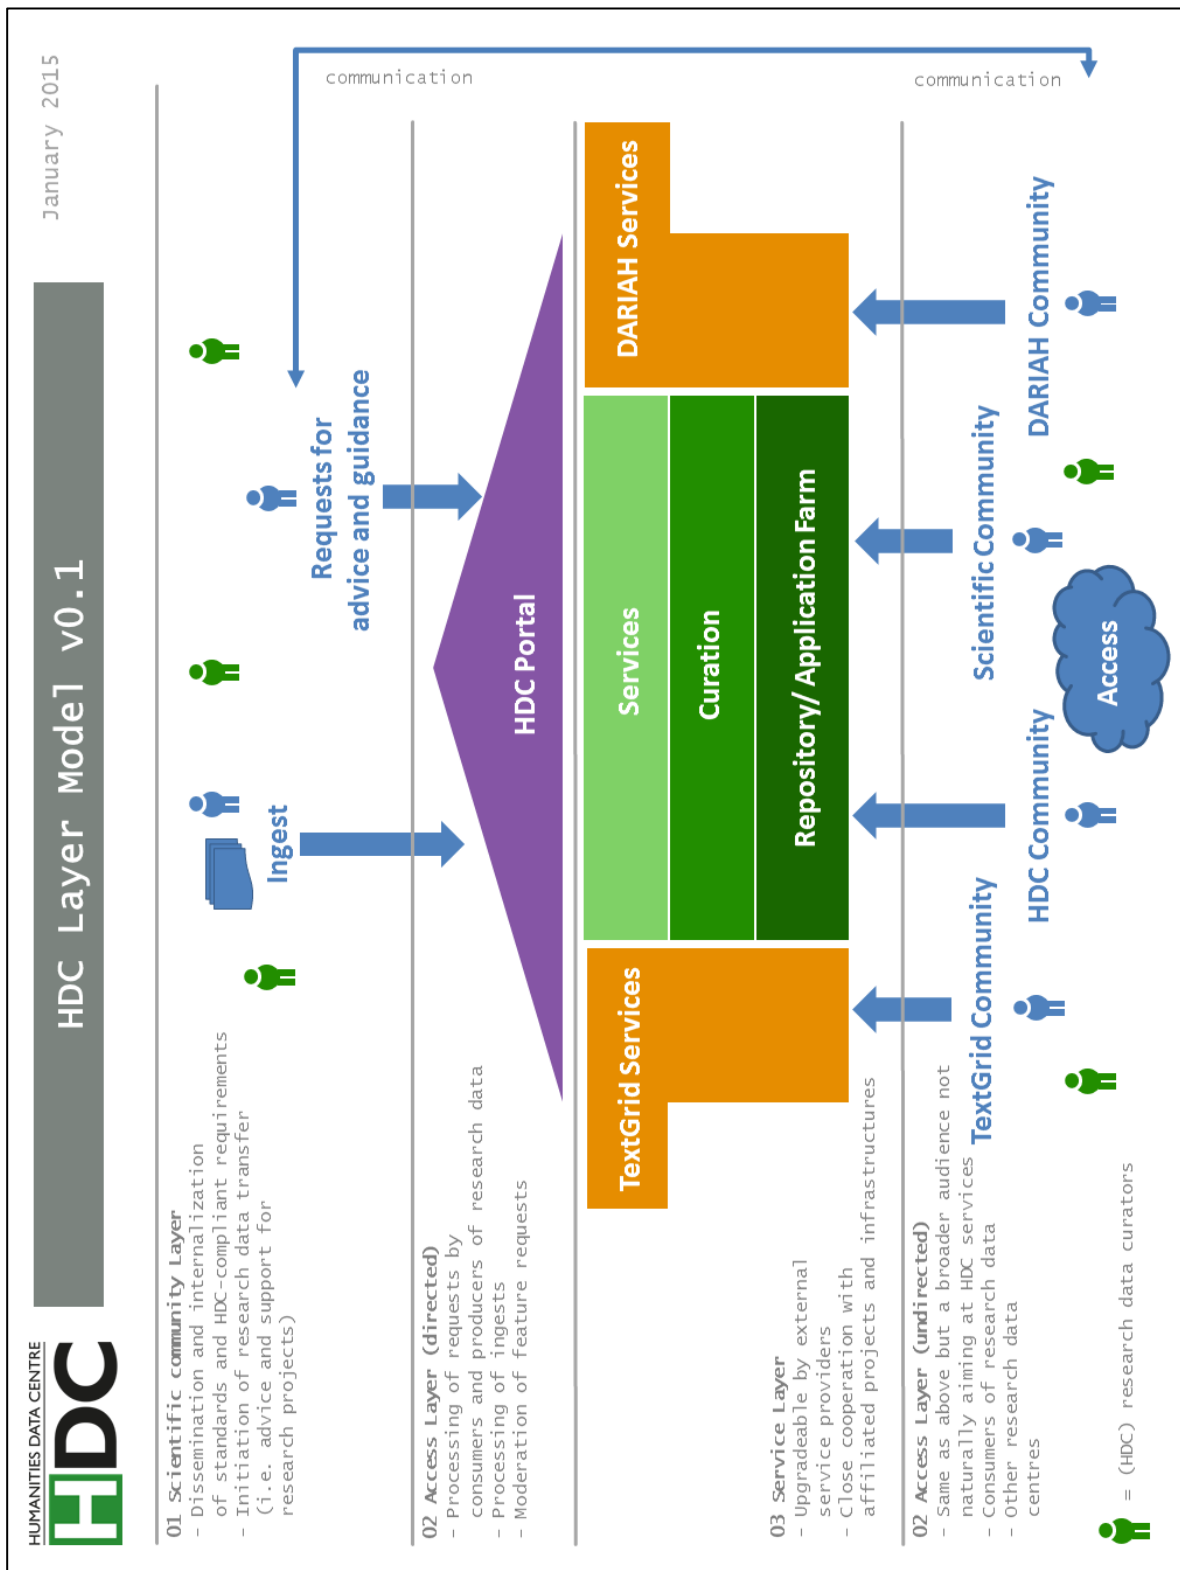 HUMANITIES DATA CENTRE
HDC
HDC Layer Model v0.1
January 2015
01 Scientific community Layer
- Dissemination and internalization
of standards and HDC-compliant requirements
- Initiation of research data transfer
(i.e. advice and support for
research projects)
Ingest
Requests for
advice and guidance
communication
02 Access Layer (directed)
- Processing of requests by
consumers and producers of research data
- Processing of ingests
- Moderation of feature requests
HDC Portal
TextGrid Services
Services
Curation
Repository/ Application Farm
DARIAH Services
03 Service Layer
- Upgradeable by external
service providers
- Close cooperation with
affiliated projects and infrastructures
02 Access Layer (undirected)
- Same as above but a broader audience not
naturally aiming at HDC services
- Consumers of research data
- Other research data
centres
TextGrid Community
HDC Community
Scientific Community
DARIAH Community
communication
Access
= (HDC) research data curators